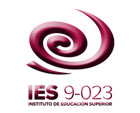 IES 9-023
INSTITUTO DE EDUCACIÓN SUPERIOR